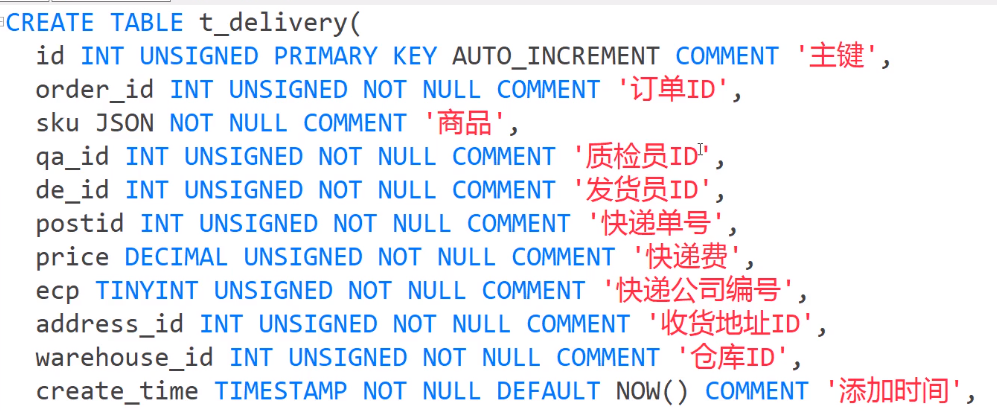 CREATE TABLE t_delivery(
id INT UNSIGNED PRIMARY KEY AUTO_INCREMENT COMMENT '主键',
order_id INT UNSIGNED NOT NULL COMMENT '订单ID',
sku JSON NOT NULL COMMENT '商品',
qa_id INT UNSIGNED NOT NULL COMMENT '质检员ID',
de_id INT UNSIGNED NOT NULL COMMENT '发货员ID',
postid INT UNSIGNED NOT NULL COMMENT '快递单号',
price DECIMAL UNSIGNED NOT NULL COMMENT '快递费',
ecp TINYINT UNSIGNED NOT NULL COMMENT '快递公司编号',
address_id INT UNSIGNED NOT NULL COMMENT '收货地址ID',
warehouse_id INT UNSIGNED NOT NULL COMMENT '仓库ID',
create_time TIMESTAMP NOT NULL DEFAULT NOW() COMMENT '添加时间',